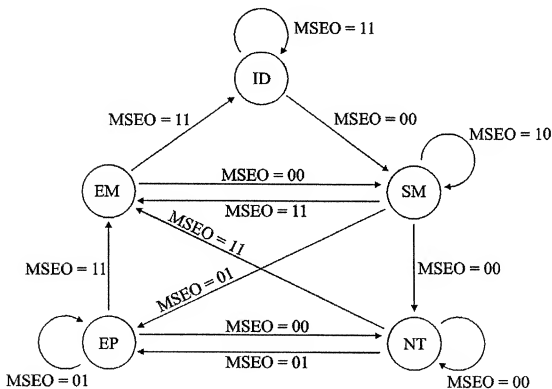 MSEO = 11
ID
MSEO = 11
MSEO = 00
MSEO = 10
EM
MSEO = 00
SM
MSEO = 11
MSEO = 11
MSEO = 11
MSEO = 01
MSEO = 00
EP
MSEO = 00
NT
MSEO = 01
MSEO = 01
MSEO = 00